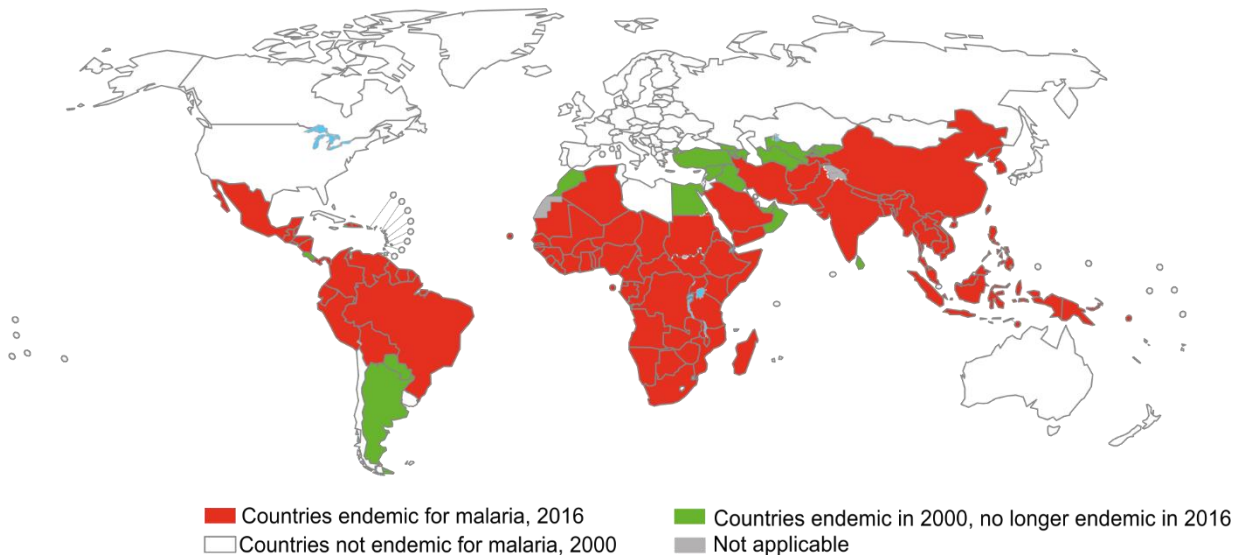 Countries endemic for malaria, 2016
Countries endemic in 2000, no longer endemic in 2016
Countries not endemic for malaria, 2000
Not applicable